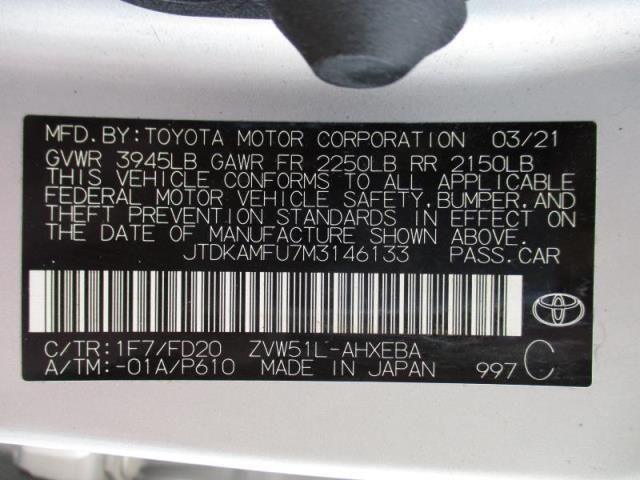 MFD.BY:TOYOTA MOTOR CORPORATION 03/21
GVWR 3945LB GAWR FR 2250LB RR 2150LB
THIS VEHICLE CONFORMS TO ALL APPLICABLE
FEDERAL MOTOR VEHICLE SAFETY,BUMPER,AND
THEFT PREVENTION STANDARDS IN EFFECT ON
THE DATE OF MANUFACTURE SHOWN ABOVE.
JTDKAMFU7M3146133 PASS.CAR
C/TR:1F7/FD20 ZVW51L-AHXEBA
A/TM:-01A/P610 MADE IN JAPAN 997 C